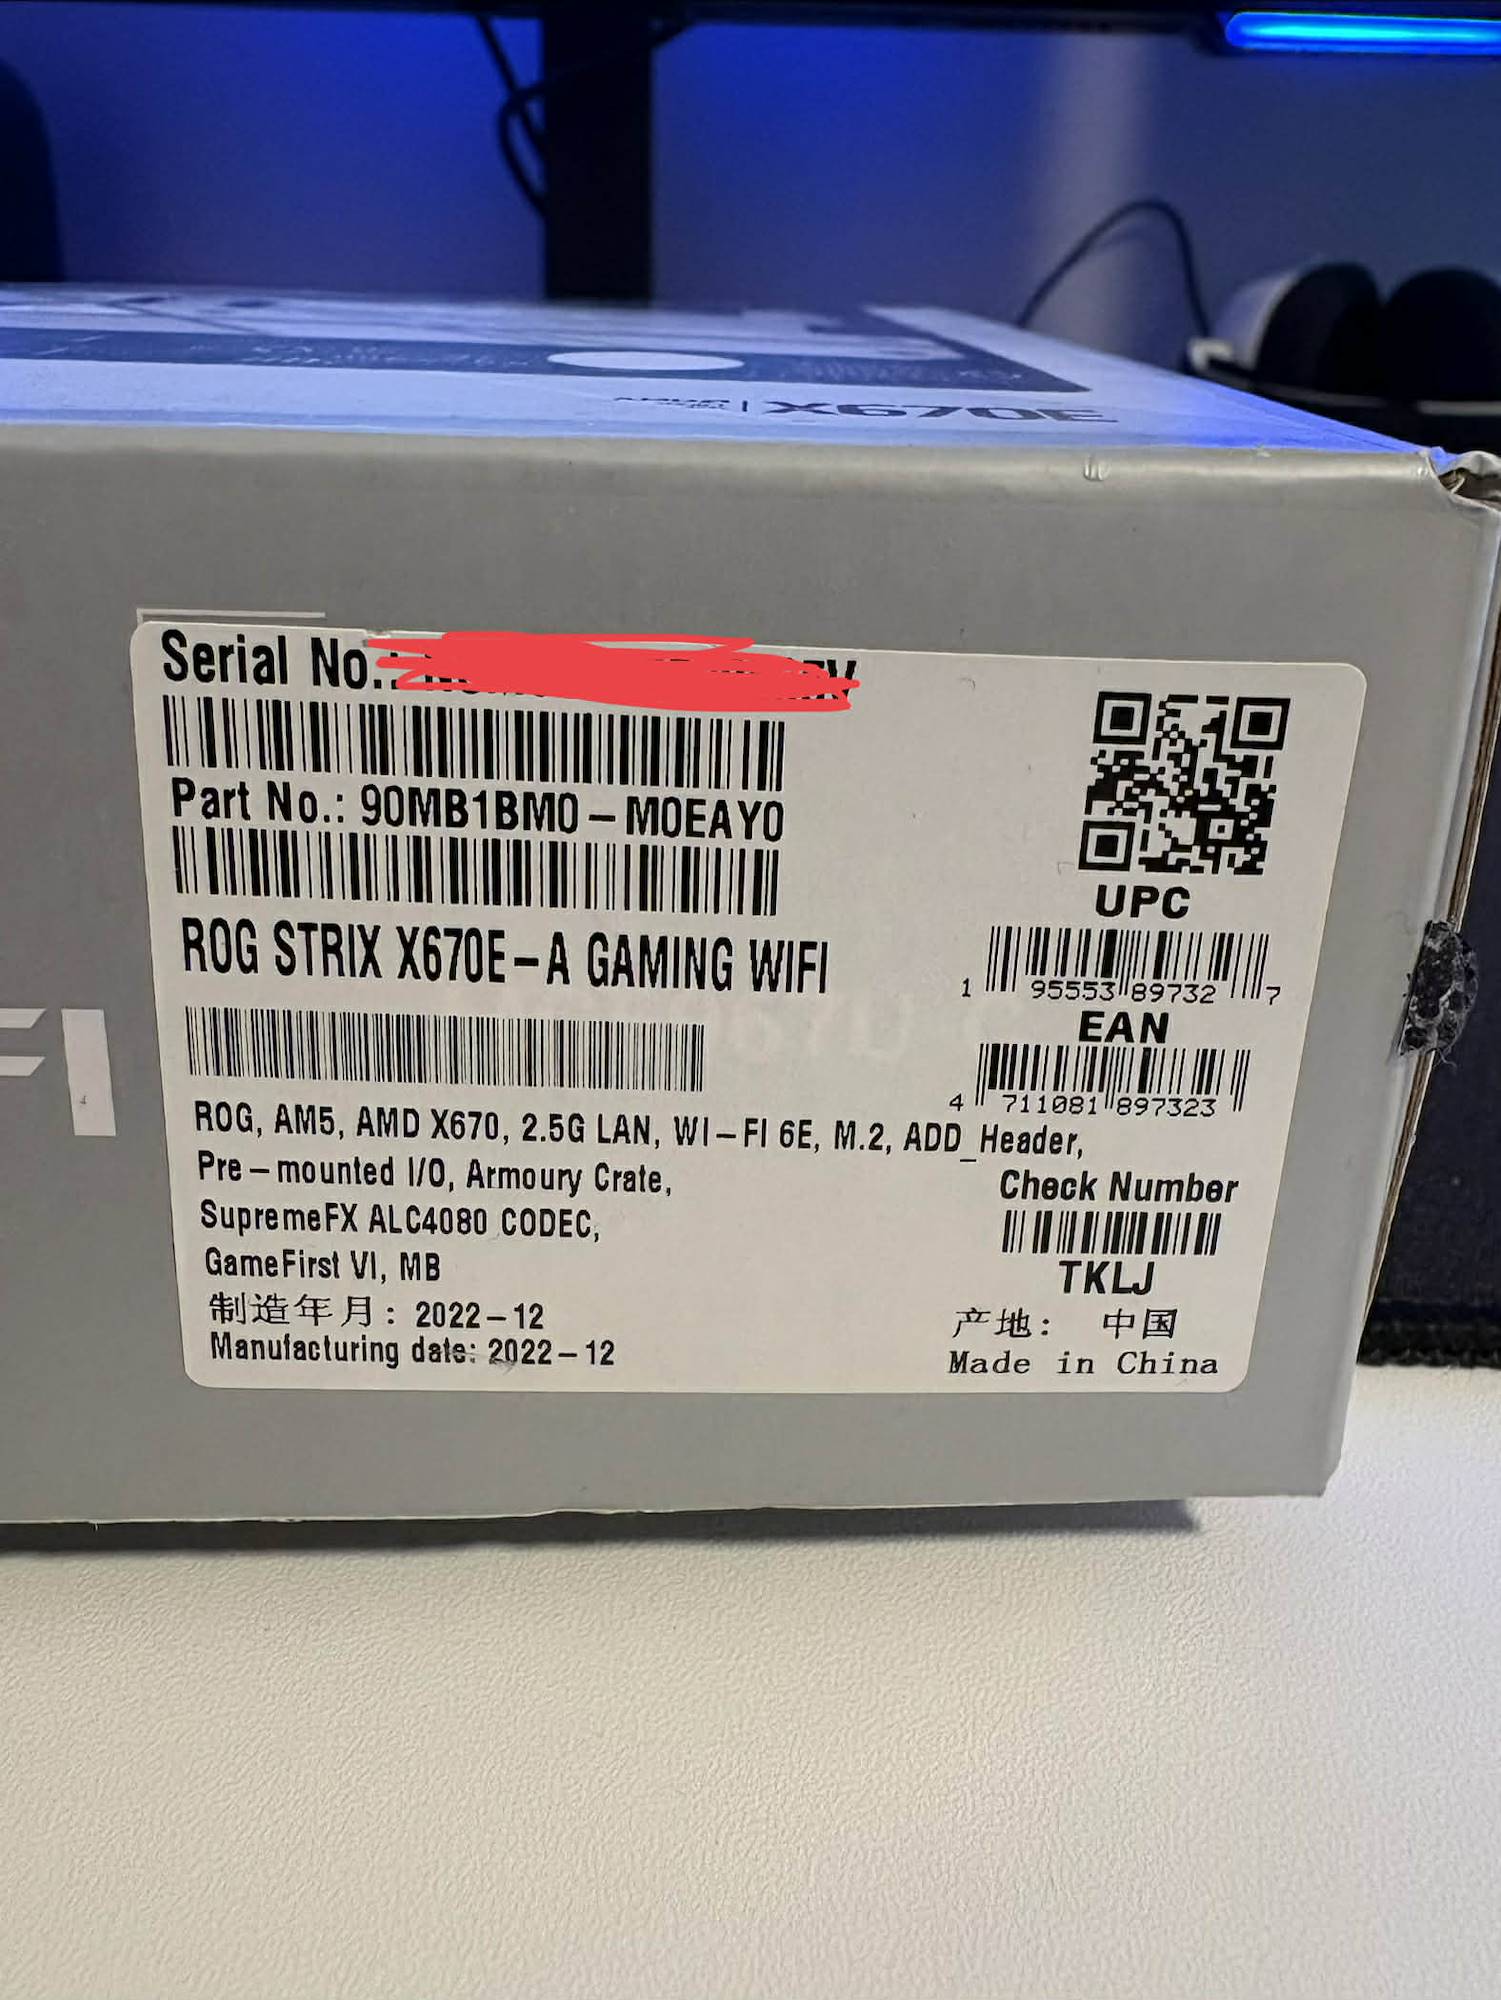 X670E
FI
Serial No.:
Part No.: 90MB1BM0-M0EAY0
ROG STRIX X670E-A GAMING WIFI
UPC
1 95553 89732 7
EAN
4 711081 897323
ROG, AM5, AMD X670, 2.5G LAN, WI-FI 6E, M.2, ADD_Header,
Pre-mounted I/O, Armoury Crate,
SupremeFX ALC4080 CODEC,
GameFirst VI, MB
制造年月: 2022-12
Manufacturing date: 2022-12
Check Number
TKLJ
产地: 中国
Made in China